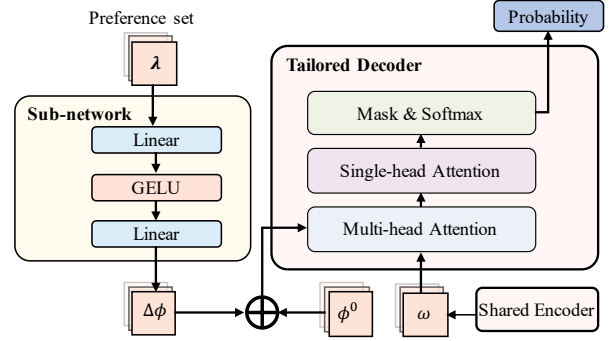 Preference set
λ
Sub-network
Linear
GELU
Linear
Δϕ
ϕ⁰
ω
Shared Encoder
Tailored Decoder
Multi-head Attention
Single-head Attention
Mask & Softmax
Probability